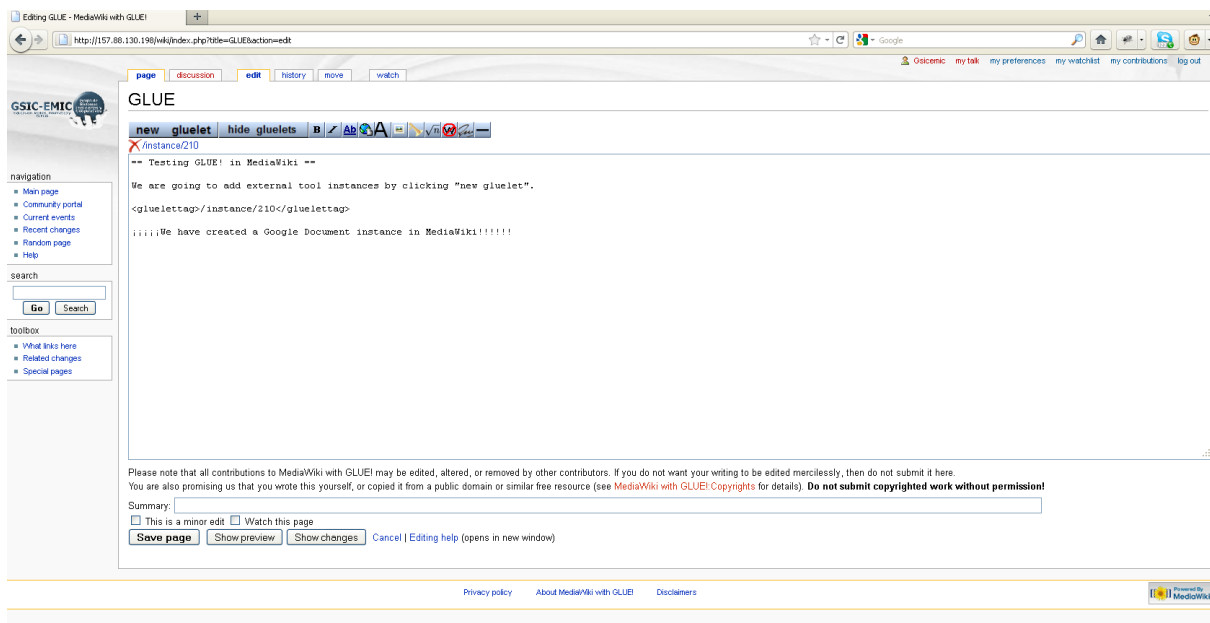 Editing GLUE - MediaWiki with GLUE!
http://157.88.130.198/wiki/index.php?title=GLUE&action=edit
Google
Gsicemic my talk my preferences my watchlist my contributions log out
page discussion edit history move watch
GSIC-EMIC
GLUE
new gluelet hide gluelets B I Ab A √n W
/instance/210
== Testing GLUE! in MediaWiki ==
We are going to add external tool instances by clicking "new gluelet".
<gluelettag>/instance/210</gluelettag>
¡¡¡¡¡We have created a Google Document instance in MediaWiki!!!!!!
navigation
Main page
Community portal
Current events
Recent changes
Random page
Help
search
Go Search
toolbox
What links here
Related changes
Special pages
Please note that all contributions to MediaWiki with GLUE! may be edited, altered, or removed by other contributors. If you do not want your writing to be edited mercilessly, then do not submit it here.
You are also promising us that you wrote this yourself, or copied it from a public domain or similar free resource (see MediaWiki with GLUE!:Copyrights for details). Do not submit copyrighted work without permission!
Summary:
This is a minor edit Watch this page
Save page Show preview Show changes Cancel | Editing help (opens in new window)
Privacy policy About MediaWiki with GLUE! Disclaimers
Powered By
MediaWiki